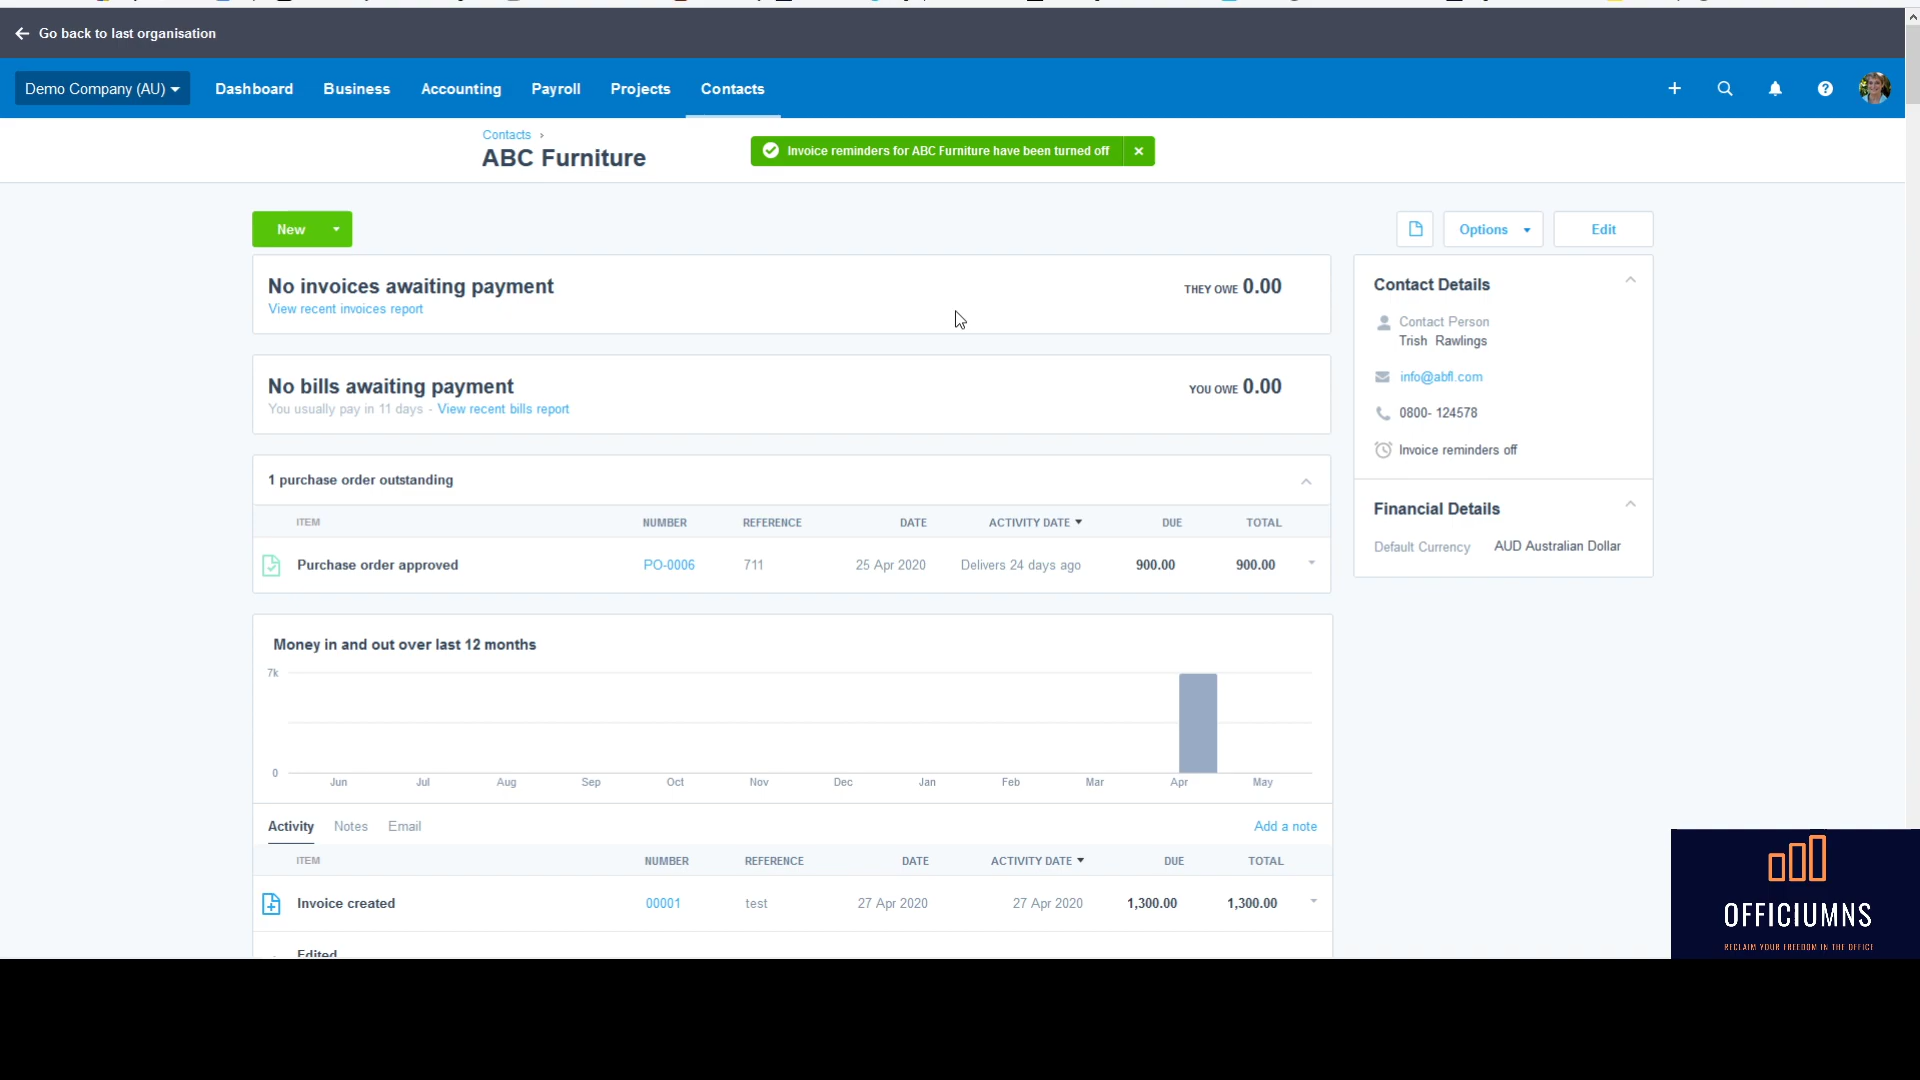 Go back to last organisation
Demo Company (AU) Dashboard Business Accounting Payroll Projects Contacts
Contacts ›
ABC Furniture
Invoice reminders for ABC Furniture have been turned off
New
Options Edit
No invoices awaiting payment
View recent invoices report
THEY OWE 0.00
No bills awaiting payment
You usually pay in 11 days - View recent bills report
YOU OWE 0.00
1 purchase order outstanding
ITEM NUMBER REFERENCE DATE ACTIVITY DATE DUE TOTAL
Purchase order approved PO-0006 711 25 Apr 2020 Delivers 24 days ago 900.00 900.00
Money in and out over last 12 months
7k
0
Jun Jul Aug Sep Oct Nov Dec Jan Feb Mar Apr May
Activity Notes Email Add a note
ITEM NUMBER REFERENCE DATE ACTIVITY DATE DUE TOTAL
Invoice created 00001 test 27 Apr 2020 27 Apr 2020 1,300.00 1,300.00
Edited
Contact Details
Contact Person
Trish Rawlings
info@abfl.com
0800- 124578
Invoice reminders off
Financial Details
Default Currency AUD Australian Dollar
OFFICIUMNS
RECLAIM YOUR FREEDOM IN THE OFFICE